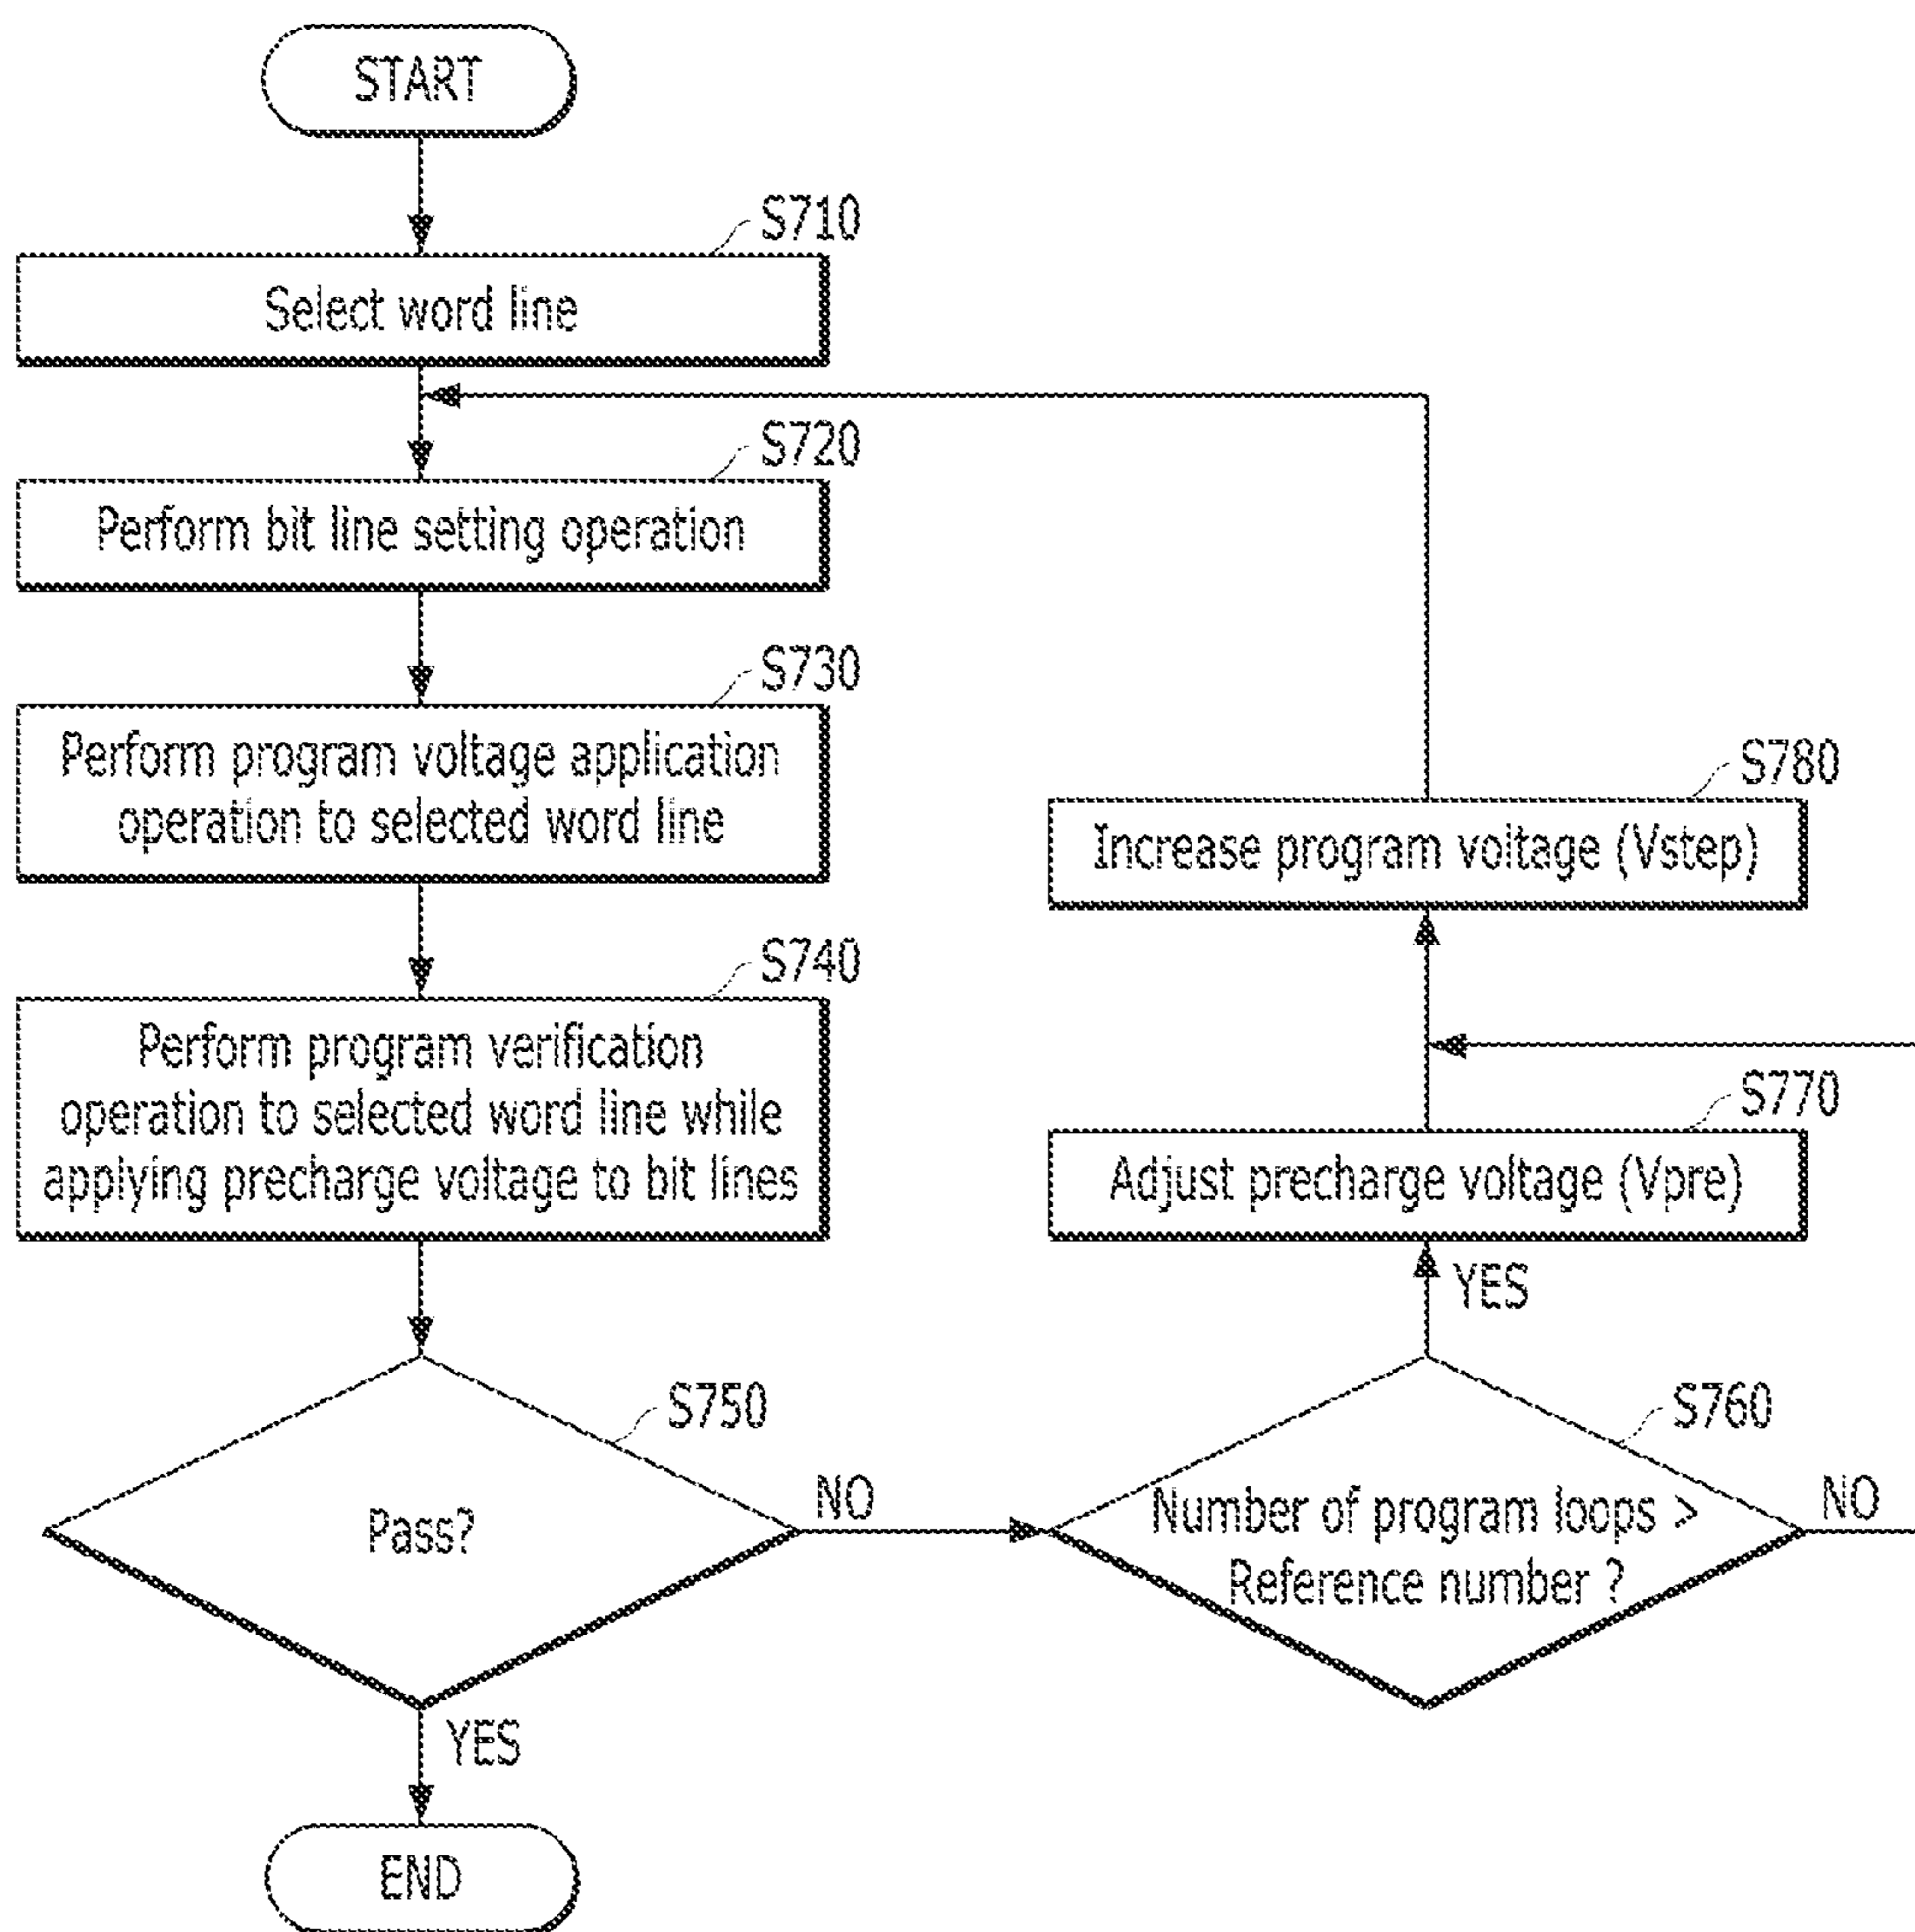 START
S710
Select word line
S720
Perform bit line setting operation
S730
Perform program voltage application
operation to selected word line
S740
Perform program verification
operation to selected word line while
applying precharge voltage to bit lines
S750
Pass?
NO
YES
END
S760
Number of program loops >
Reference number ?
NO
YES
S770
Adjust precharge voltage (Vpre)
S780
Increase program voltage (Vstep)